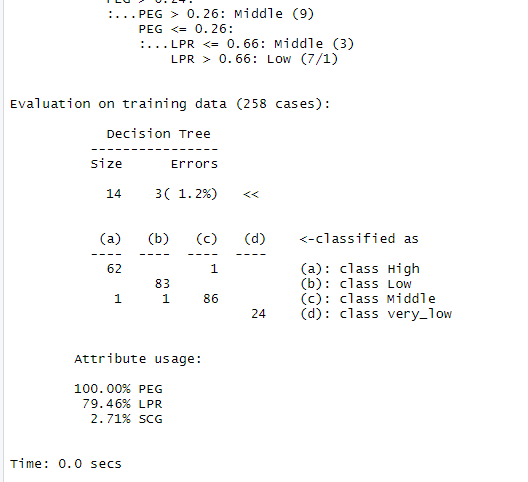 :...PEG > 0.26: Middle (9)
PEG <= 0.26:
:...LPR <= 0.66: Middle (3)
LPR > 0.66: Low (7/1)
Evaluation on training data (258 cases):
Decision Tree
----------------
Size Errors
14 3( 1.2%) <<
(a) (b) (c) (d) <-classified as
---- ---- ---- ----
62 1 (a): class High
83 (b): class Low
1 1 86 (c): class Middle
24 (d): class very_low
Attribute usage:
100.00% PEG
79.46% LPR
2.71% SCG
Time: 0.0 secs